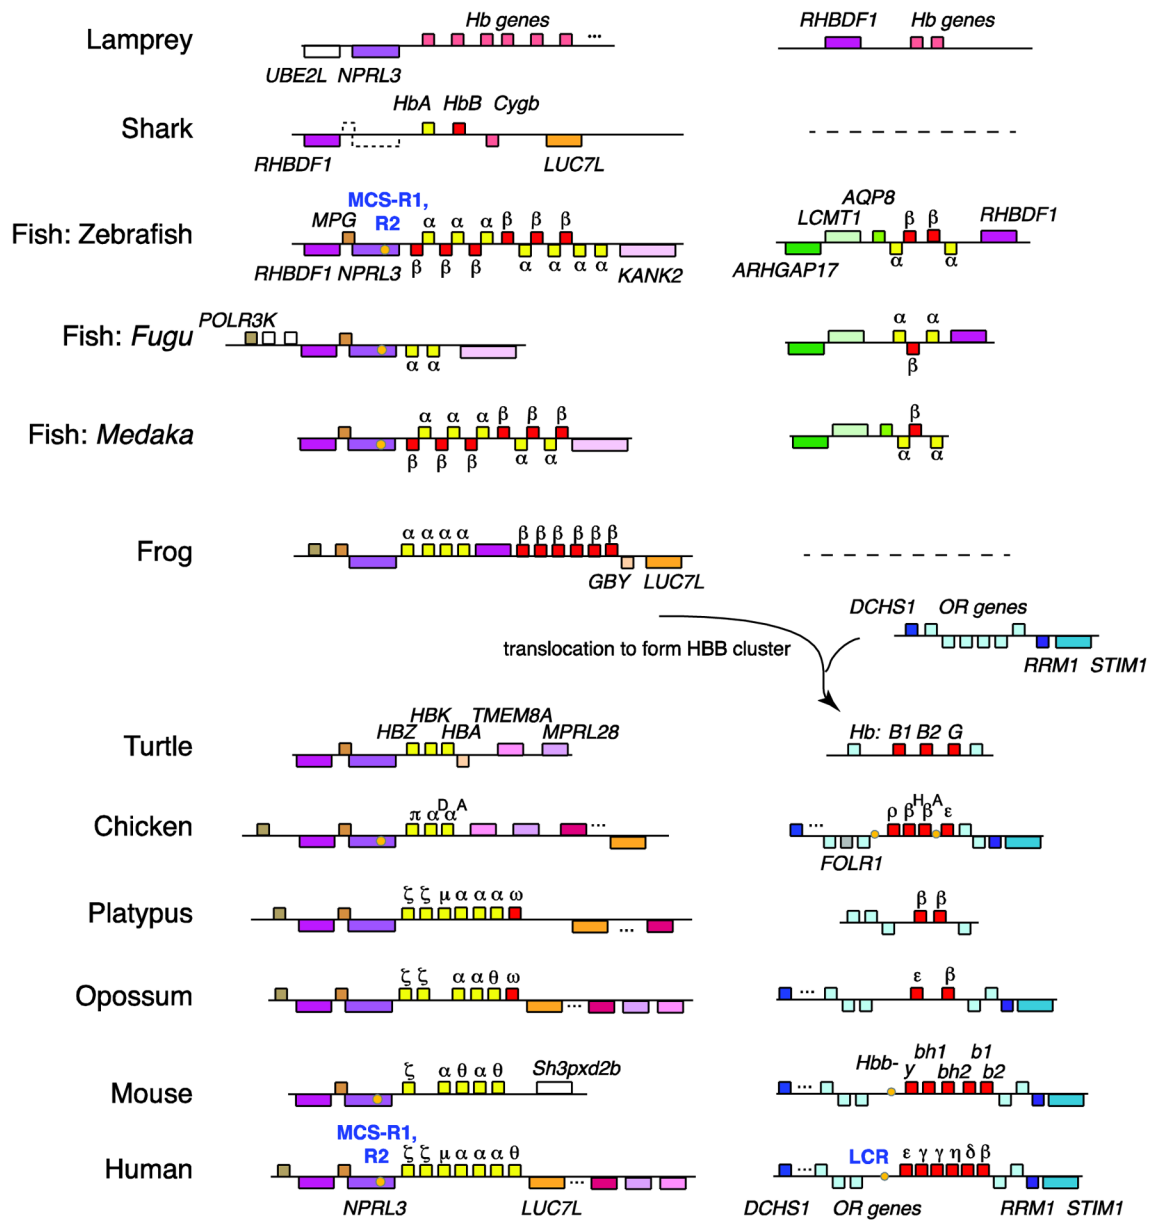 Hb genes
RHBDF1 Hb genes
Lamprey
...
UBE2L NPRL3
HbA HbB Cygb
Shark
RHBDF1 LUC7L
MCS-R1,
R2
AQP8
MPG α α α β β β
LCMT1 β β RHBDF1
Fish: Zebrafish
RHBDF1 NPRL3 β β β α α α α KANK2
ARHGAP17 α α
POLR3K
α α
Fish: Fugu
α α
β
α α α β β β
β
Fish: Medaka
β β β α α
α α
α α α α β β β β β β
Frog
GBY LUC7L
DCHS1 OR genes
translocation to form HBB cluster
RRM1 STIM1
HBK TMEM8A
HBZ HBA MPRL28
Hb: B1 B2 G
Turtle
π αD αA ...
ρ βH βA ε
Chicken
...
FOLR1
ζ ζ μ α α α ω
β β
Platypus
...
ζ ζ α α θ ω
ε β
Opossum
...
...
bh1 b1
Hbb- y bh2 b2
ζ α θ α θ Sh3pxd2b
Mouse
...
MCS-R1,
R2
ζ ζ μ α α α θ
LCR ε γ γ η δ β
Human
...
...
NPRL3 LUC7L
DCHS1 OR genes RRM1 STIM1